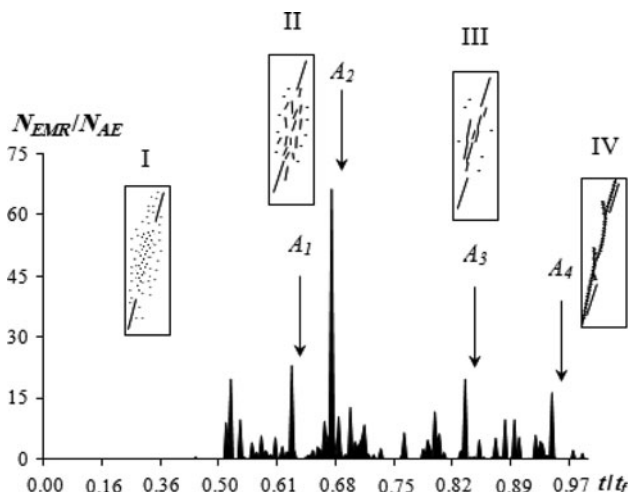 II
III
A₂
N_EMR/N_AE
I
IV
75
60
A₁
A₃
A₄
45
30
15
0
0.00 0.16 0.36 0.50 0.61 0.68 0.75 0.82 0.89 0.97 t/t_f